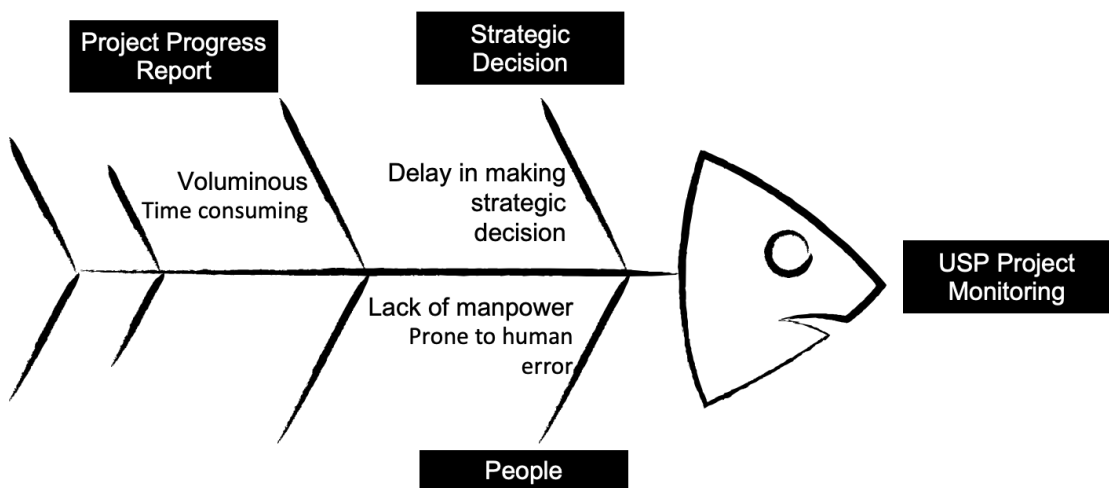 Project Progress
Report
Strategic
Decision
Voluminous
Time consuming
Delay in making
strategic
decision
USP Project
Monitoring
Lack of manpower
Prone to human
error
People